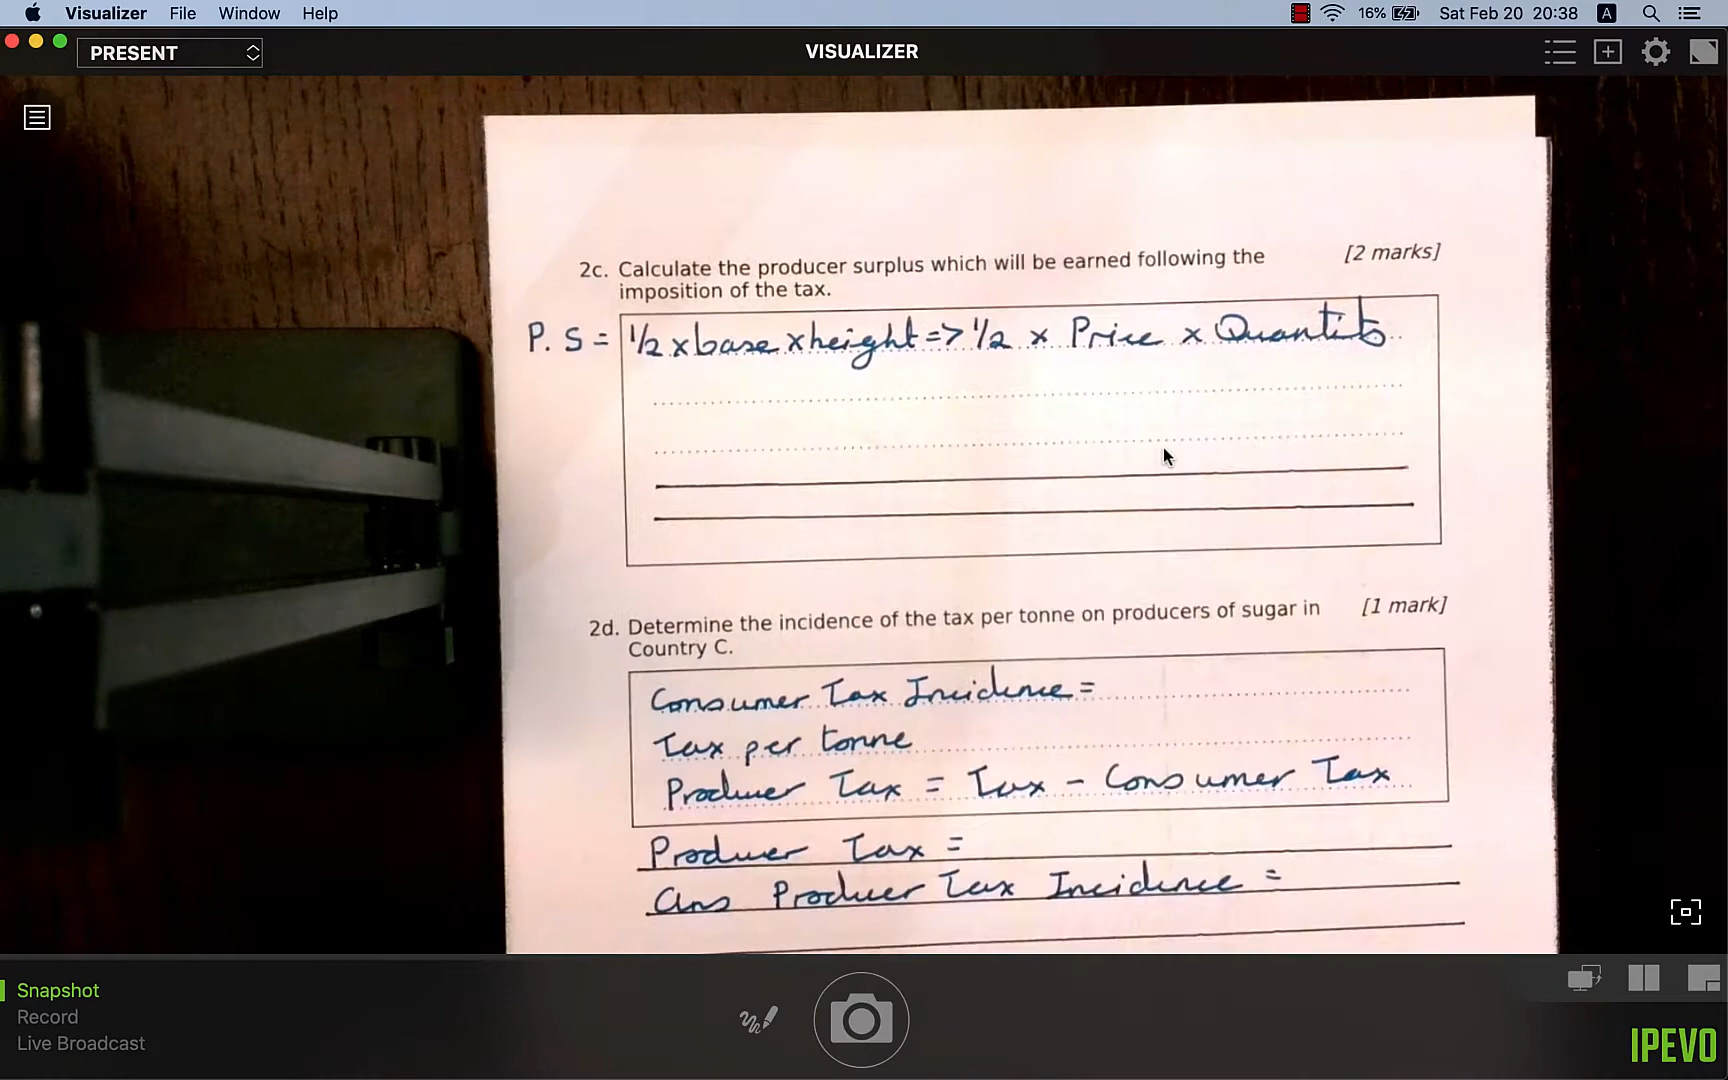 Visualizer File Window Help 16% Sat Feb 20 20:38 A
PRESENT VISUALIZER
2c. Calculate the producer surplus which will be earned following the [2 marks]
imposition of the tax.
P. S = 1/2 x base x height => 1/2 x Price x Quantity
2d. Determine the incidence of the tax per tonne on producers of sugar in [1 mark]
Country C.
Consumer Tax Incidence =
Tax per tonne
Producer Tax = Tax - Consumer Tax
Producer Tax =
Ans Producer Tax Incidence =
Snapshot
Record
Live Broadcast
IPEVO